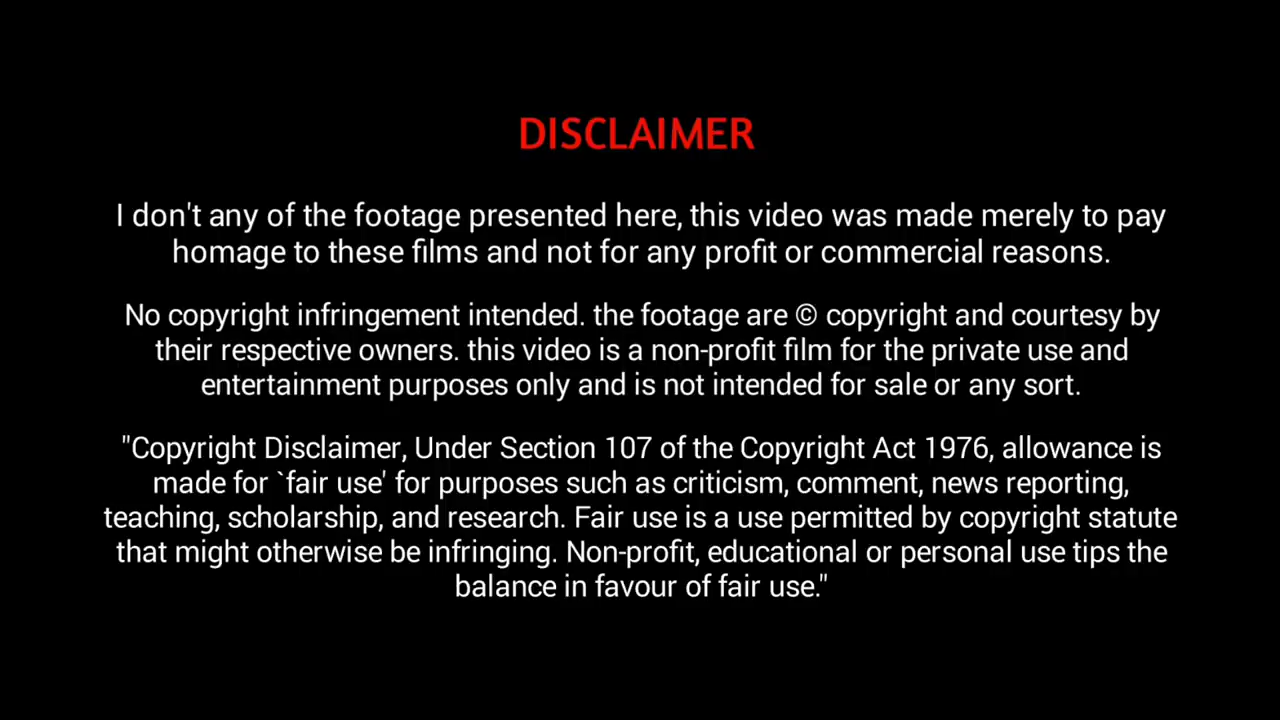 DISCLAIMER
I don't any of the footage presented here, this video was made merely to pay
homage to these films and not for any profit or commercial reasons.
No copyright infringement intended. the footage are © copyright and courtesy by
their respective owners. this video is a non-profit film for the private use and
entertainment purposes only and is not intended for sale or any sort.
"Copyright Disclaimer, Under Section 107 of the Copyright Act 1976, allowance is
made for `fair use' for purposes such as criticism, comment, news reporting,
teaching, scholarship, and research. Fair use is a use permitted by copyright statute
that might otherwise be infringing. Non-profit, educational or personal use tips the
balance in favour of fair use."